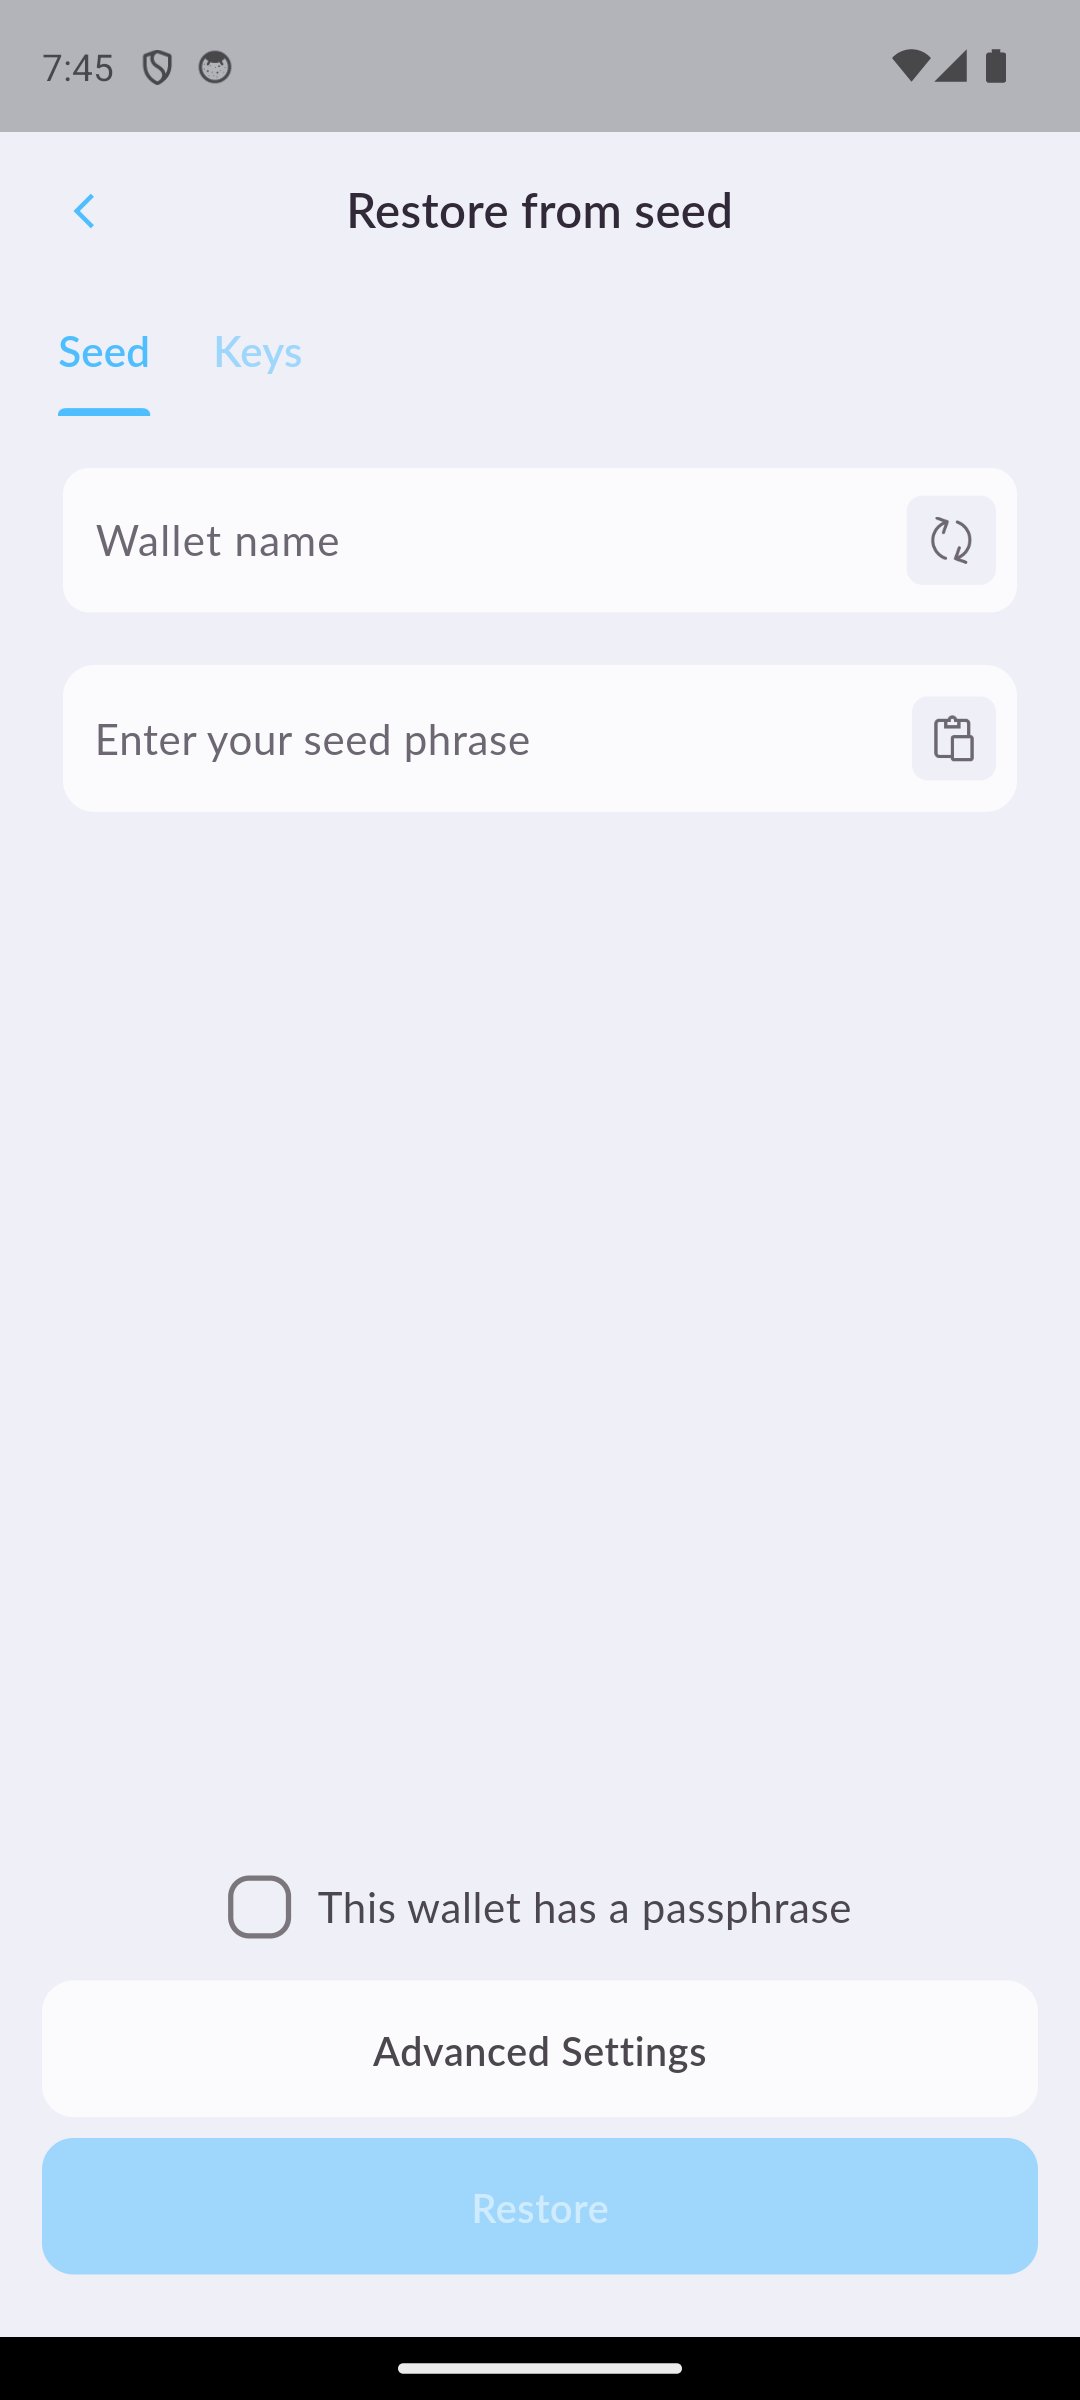 7:45
Restore from seed
Seed Keys
Wallet name
Enter your seed phrase
This wallet has a passphrase
Advanced Settings
Restore